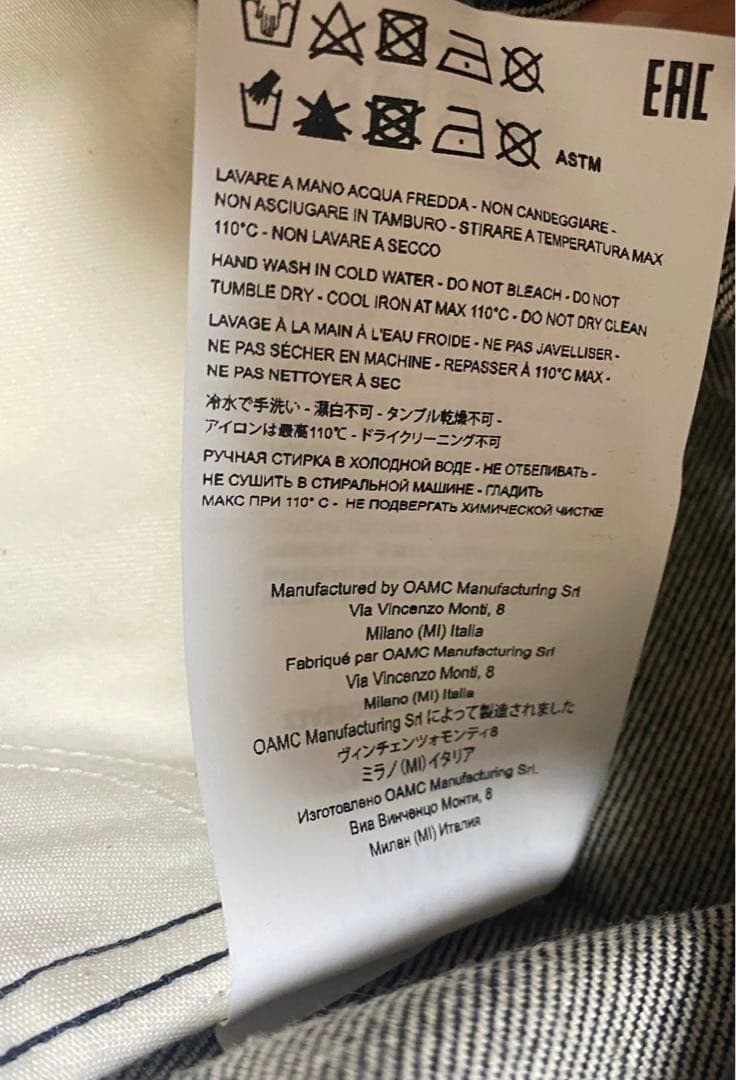 EAC
ASTM
LAVARE A MANO ACQUA FREDDA - NON CANDEGGIARE -
NON ASCIUGARE IN TAMBURO - STIRARE A TEMPERATURA MAX
110°C - NON LAVARE A SECCO
HAND WASH IN COLD WATER - DO NOT BLEACH - DO NOT
TUMBLE DRY - COOL IRON AT MAX 110°C - DO NOT DRY CLEAN
LAVAGE À LA MAIN À L'EAU FROIDE - NE PAS JAVELLISER -
NE PAS SÉCHER EN MACHINE - REPASSER À 110°C MAX -
NE PAS NETTOYER À SEC
冷水で手洗い - 漂白不可 - タンブル乾燥不可 -
アイロンは最高110℃ - ドライクリーニング不可
РУЧНАЯ СТИРКА В ХОЛОДНОЙ ВОДЕ - НЕ ОТБЕЛИВАТЬ -
НЕ СУШИТЬ В СТИРАЛЬНОЙ МАШИНЕ - ГЛАДИТЬ
МАКС ПРИ 110° C - НЕ ПОДВЕРГАТЬ ХИМИЧЕСКОЙ ЧИСТКЕ
Manufactured by OAMC Manufacturing Srl
Via Vincenzo Monti, 8
Milano (MI) Italia
Fabriqué par OAMC Manufacturing Srl
Via Vincenzo Monti, 8
Milano (MI) Italia
OAMC Manufacturing Srl によって製造されました
ヴィンチェンツォモンティ8
ミラノ(MI)イタリア
Изготовлено OAMC Manufacturing Srl.
Виа Винченцо Монти, 8
Милан (MI) Италия